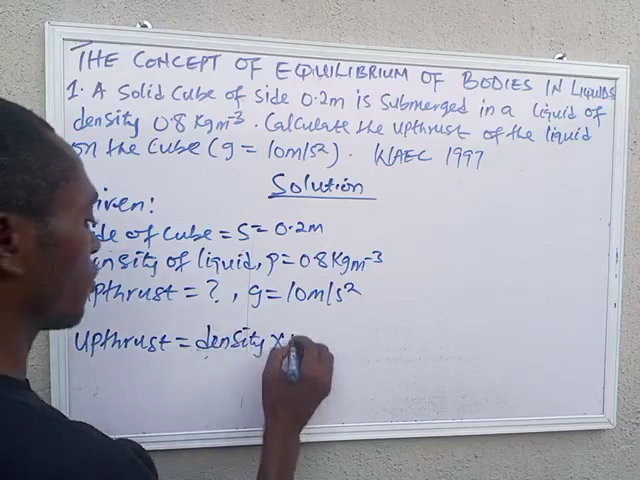 THE CONCEPT OF EQUILIBRIUM OF BODIES IN LIQUIDS
1. A Solid Cube of side 0.2m is submerged in a liquid of
density 0.8 Kgm⁻³. Calculate the upthrust of the liquid
on the cube (g = 10m/s²). WAEC 1997
Solution
Given:
Side of Cube = S = 0.2m
Density of liquid, ρ = 0.8 Kgm⁻³
Upthrust = ? , g = 10m/s²
Upthrust = density ×